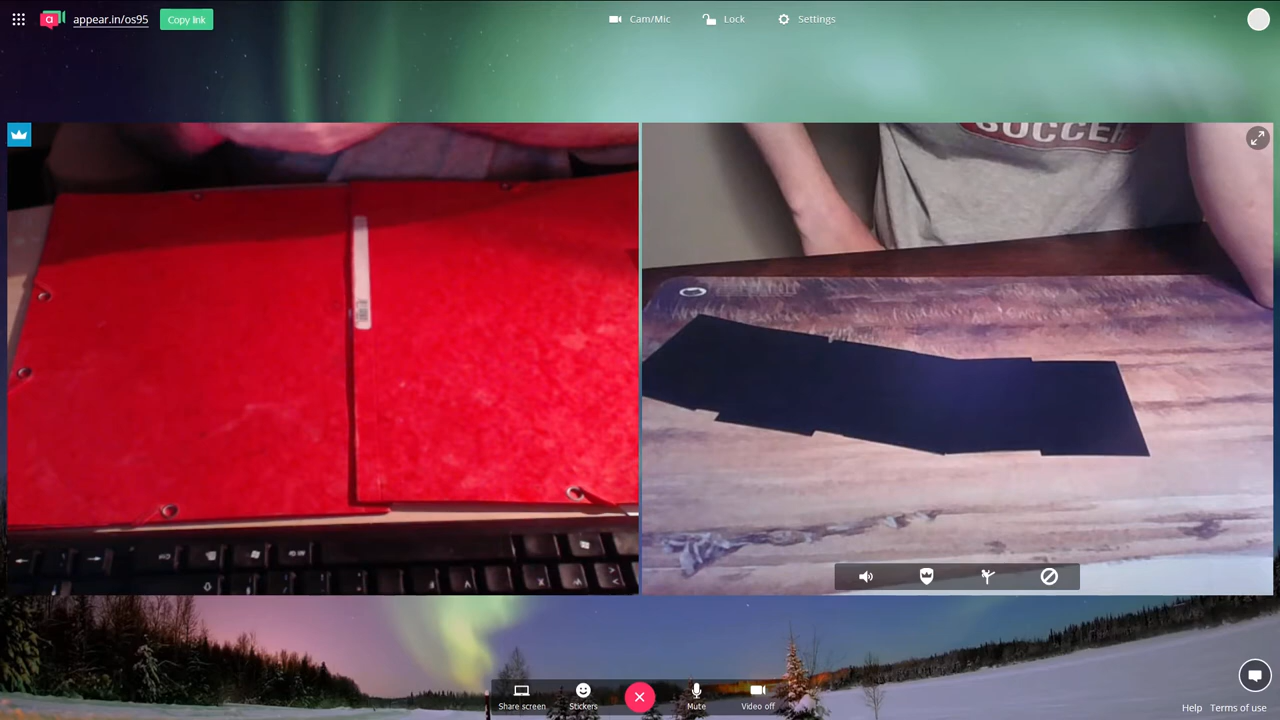 appear.in/os95
Copy link
Cam/Mic
Lock
Settings
SOCCER
Share screen
Stickers
Mute
Video off
Help
Terms of use